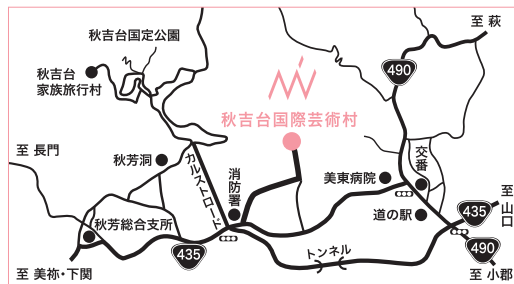 至 萩
秋吉台国定公園
490
秋吉台
家族旅行村
秋吉台国際芸術村
至 長門
秋芳洞
カルストロード
消防署
美東病院
交番
道の駅
435
至 山口
秋芳総合支所
435
トンネル
490
至 美祢・下関
至 小郡